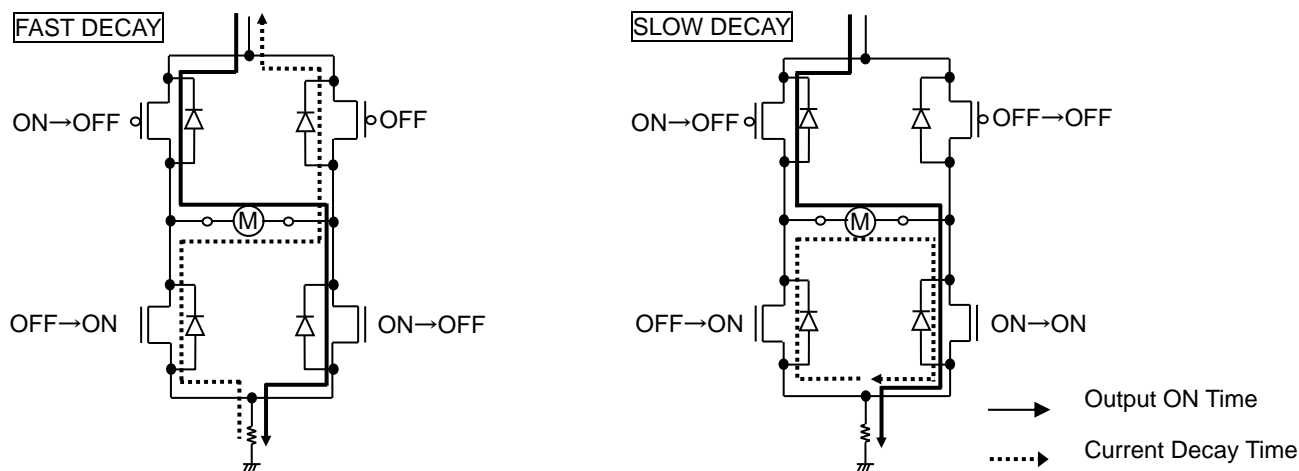 FAST DECAY
ON→OFF
OFF
M
OFF→ON
ON→OFF
SLOW DECAY
ON→OFF
OFF→OFF
M
OFF→ON
ON→ON
Output ON Time
Current Decay Time